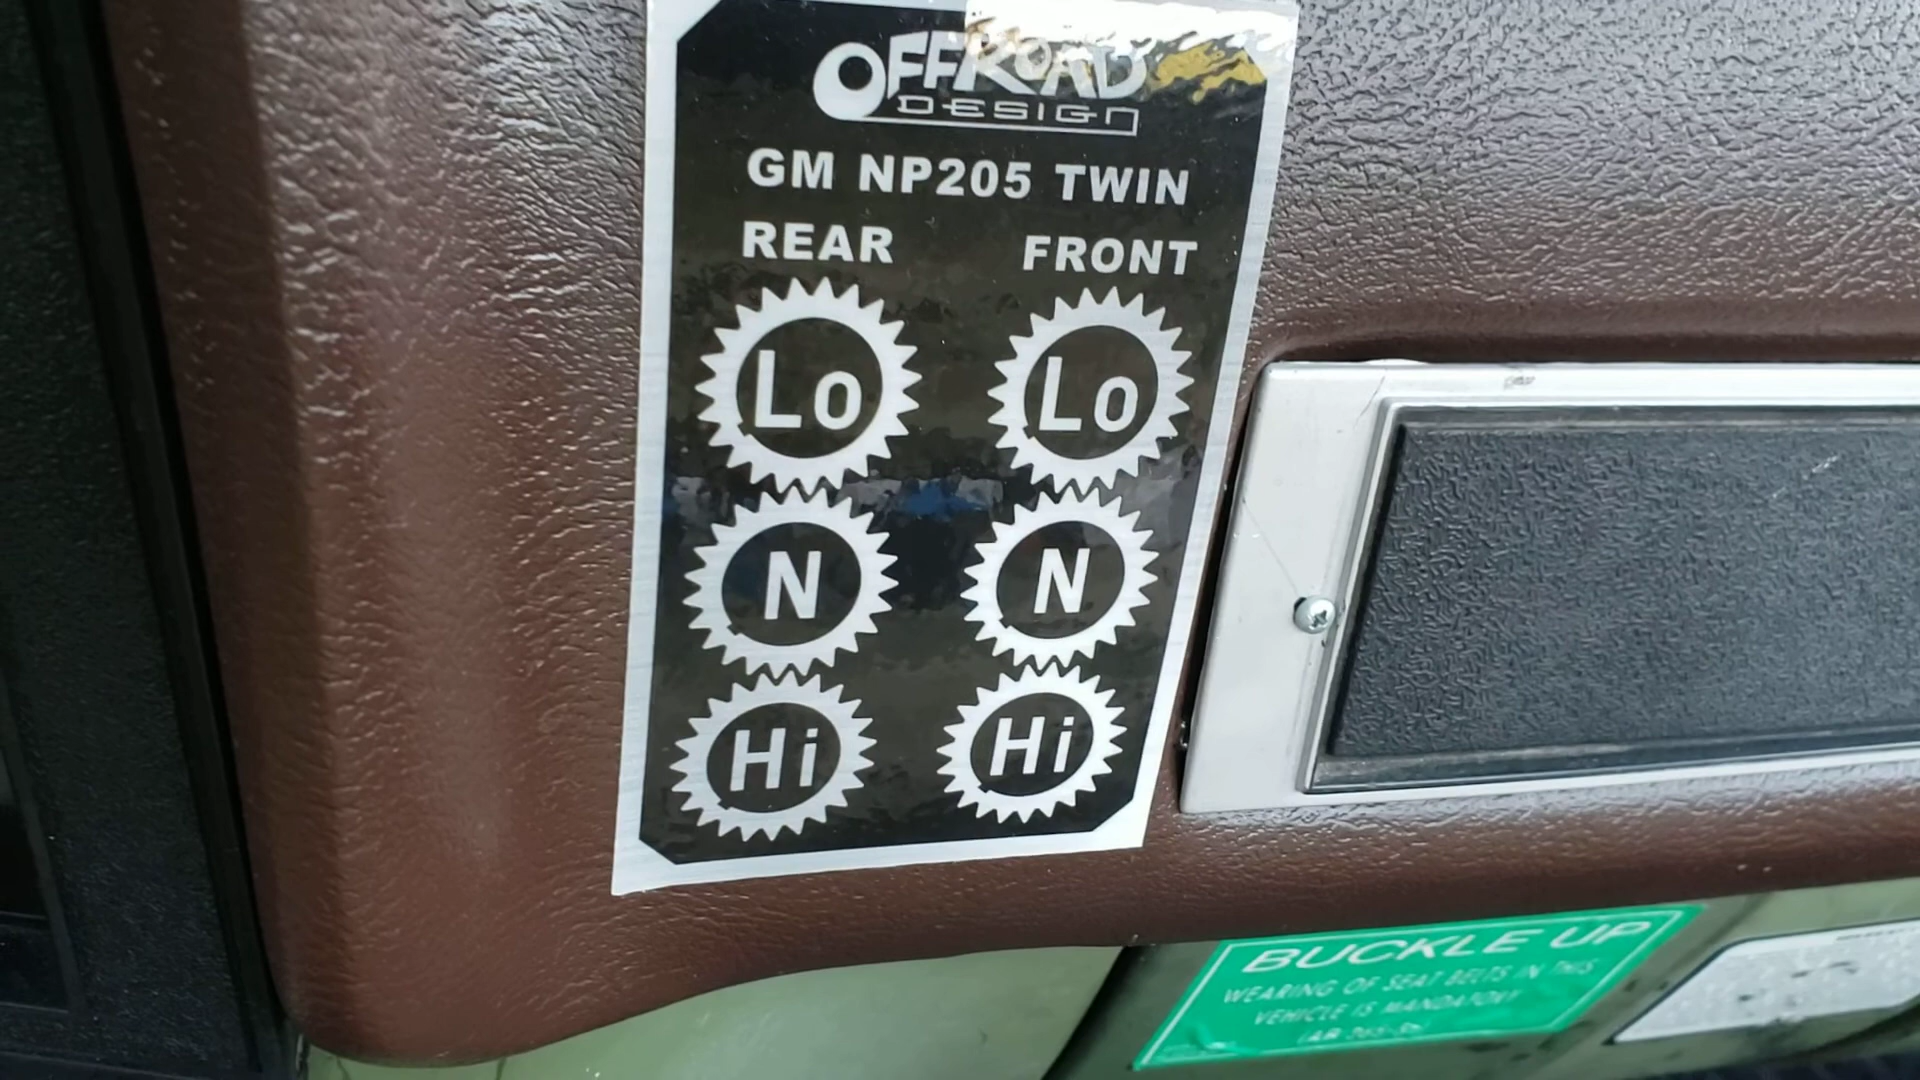 OFFROAD
DESIGN
GM NP205 TWIN
REAR FRONT
Lo Lo
N N
Hi Hi
BUCKLE UP
WEARING OF SEAT BELTS IN THIS
VEHICLE IS MANDATORY